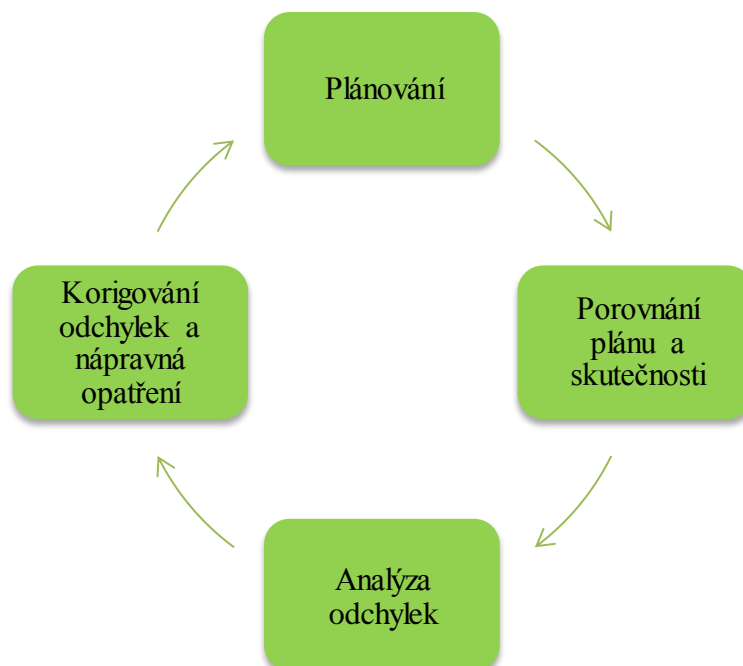 Plánování
Porovnání
plánu a
skutečnosti
Analýza
odchylek
Korigování
odchylek a
nápravná
opatření